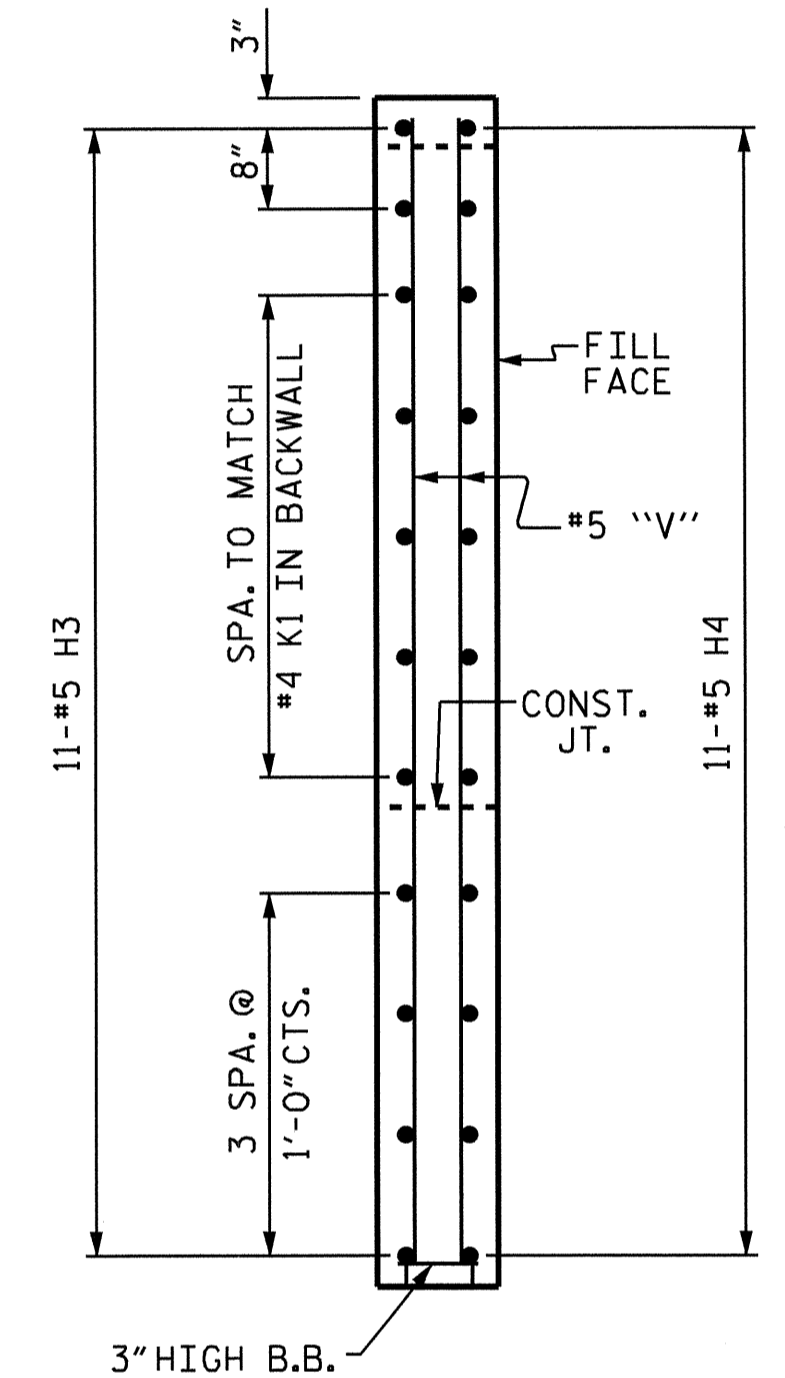 3"
8"
FILL
FACE
SPA. TO MATCH
#4 K1 IN BACKWALL
#5 "V"
11-#5 H3
11-#5 H4
CONST.
JT.
3 SPA. @
1'-0" CTS.
3" HIGH B.B.